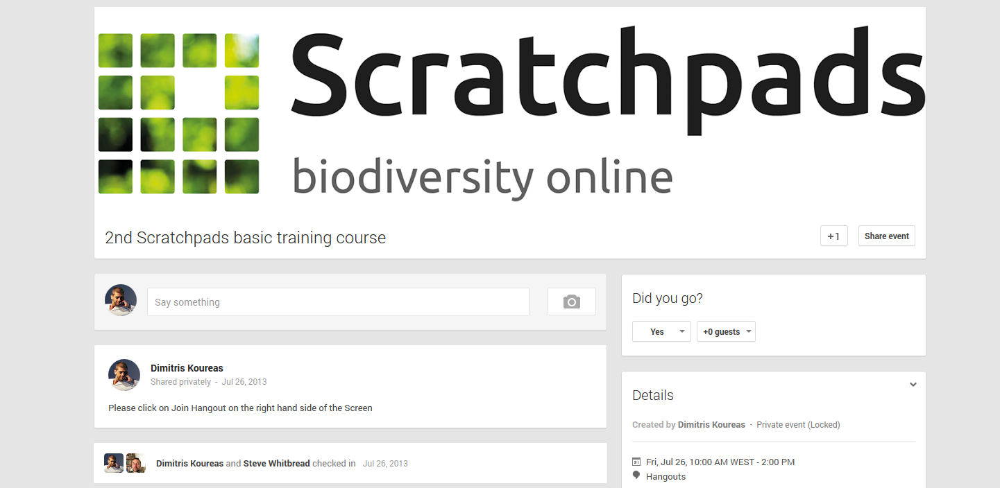 Scratchpads
biodiversity online
2nd Scratchpads basic training course
+1
Share event
Say something
Dimitris Koureas
Shared privately - Jul 26, 2013
Please click on Join Hangout on the right hand side of the Screen
Dimitris Koureas and Steve Whitbread checked in Jul 26, 2013
Did you go?
Yes
+0 guests
Details
Created by Dimitris Koureas · Private event (Locked)
31
Fri, Jul 26, 10:00 AM WEST - 2:00 PM
Hangouts